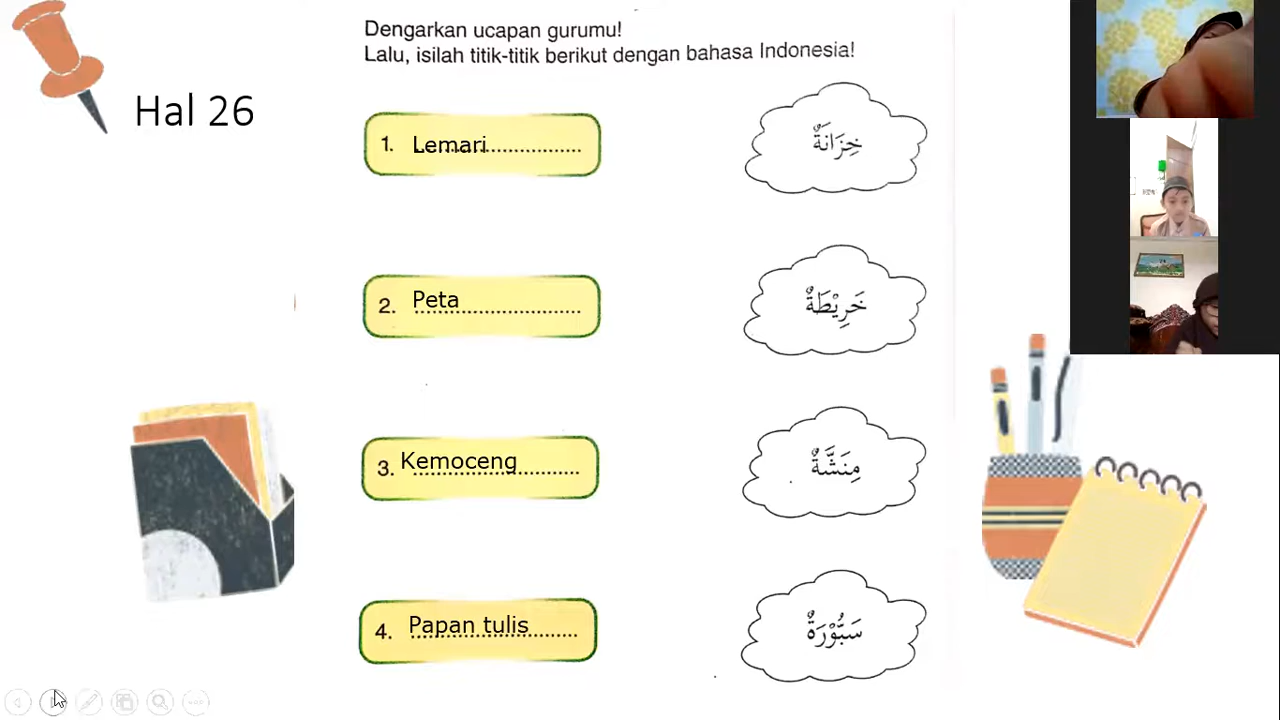 Dengarkan ucapan gurumu!
Lalu, isilah titik-titik berikut dengan bahasa Indonesia!
Hal 26
1. Lemari
خِزَانَةٌ
2. Peta
خَرِيْطَةٌ
3. Kemoceng
مِنَشَّةٌ
4. Papan tulis
سَبُّوْرَةٌ